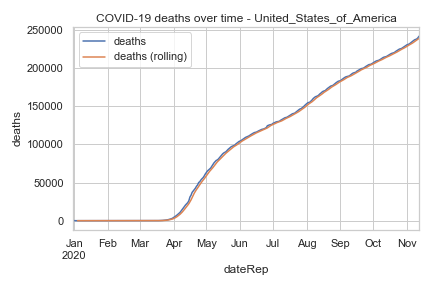 COVID-19 deaths over time - United_States_of_America
deaths
deaths (rolling)
250000
200000
150000
100000
50000
0
deaths
Jan Feb Mar Apr May Jun Jul Aug Sep Oct Nov
2020
dateRep